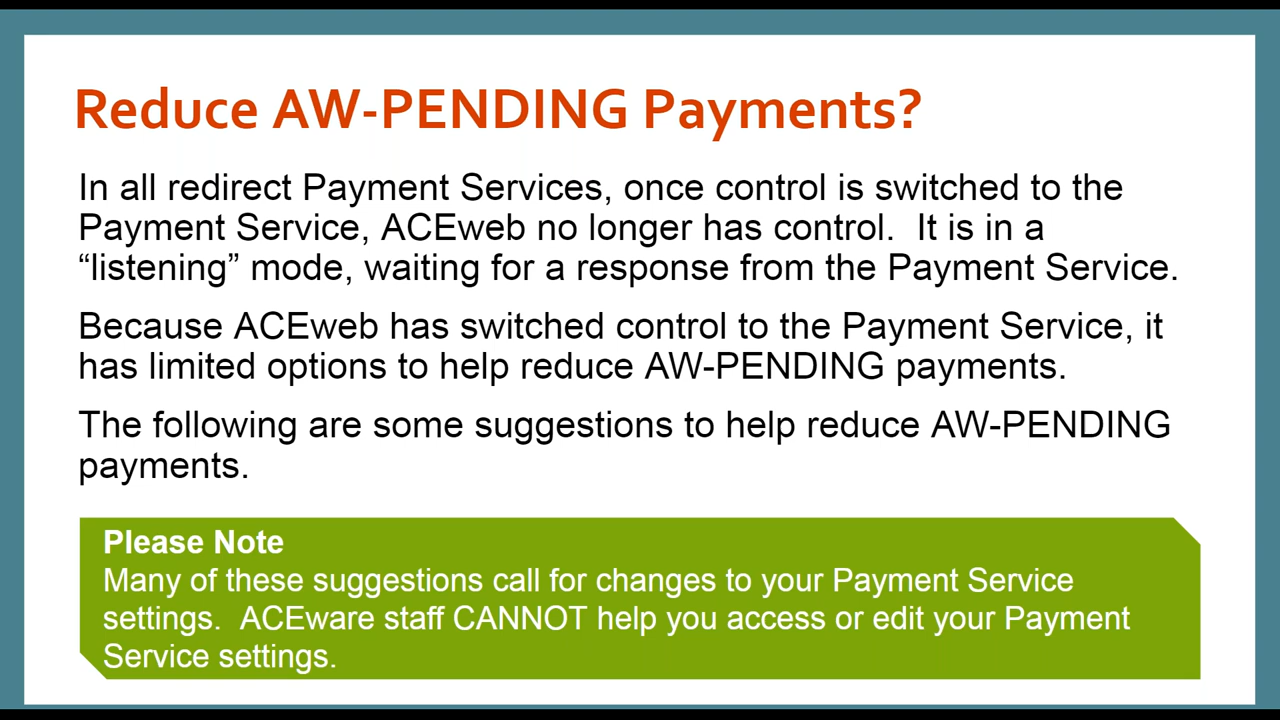 Reduce AW-PENDING Payments?
In all redirect Payment Services, once control is switched to the
Payment Service, ACEweb no longer has control.  It is in a
“listening” mode, waiting for a response from the Payment Service.
Because ACEweb has switched control to the Payment Service, it
has limited options to help reduce AW-PENDING payments.
The following are some suggestions to help reduce AW-PENDING
payments.
Please Note
Many of these suggestions call for changes to your Payment Service
settings.  ACEware staff CANNOT help you access or edit your Payment
Service settings.